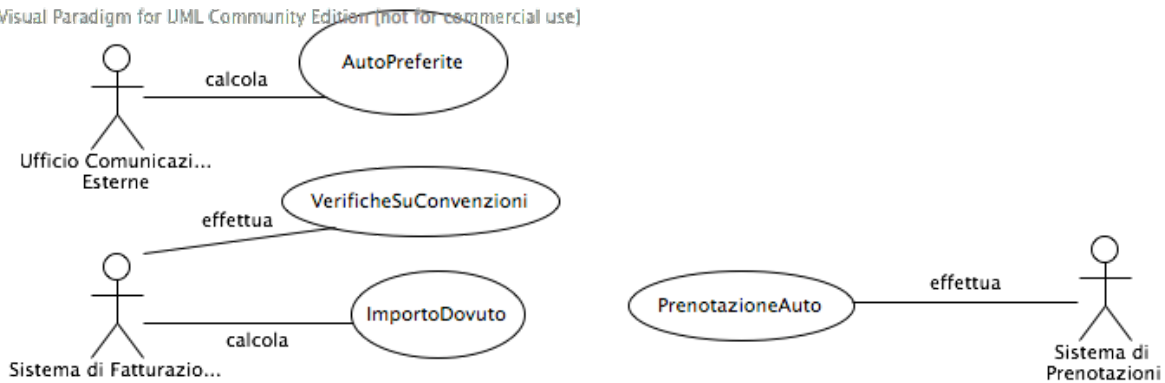 Visual Paradigm for UML Community Edition [not for commercial use]
AutoPreferite
calcola
Ufficio Comunicazi...
Esterne
VerificheSuConvenzioni
effettua
ImportoDovuto
calcola
Sistema di Fatturazio...
PrenotazioneAuto
effettua
Sistema di
Prenotazioni